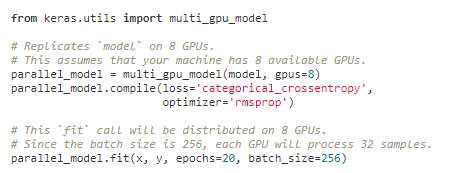 from keras.utils import multi_gpu_model
# Replicates `model` on 8 GPUs.
# This assumes that your machine has 8 available GPUs.
parallel_model = multi_gpu_model(model, gpus=8)
parallel_model.compile(loss='categorical_crossentropy',
                       optimizer='rmsprop')
# This `fit` call will be distributed on 8 GPUs.
# Since the batch size is 256, each GPU will process 32 samples.
parallel_model.fit(x, y, epochs=20, batch_size=256)